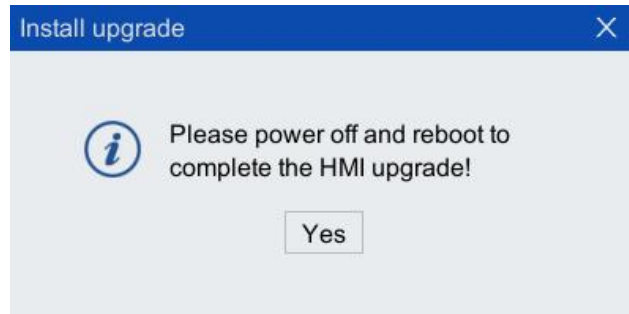 Install upgrade
Please power off and reboot to
complete the HMI upgrade!
Yes